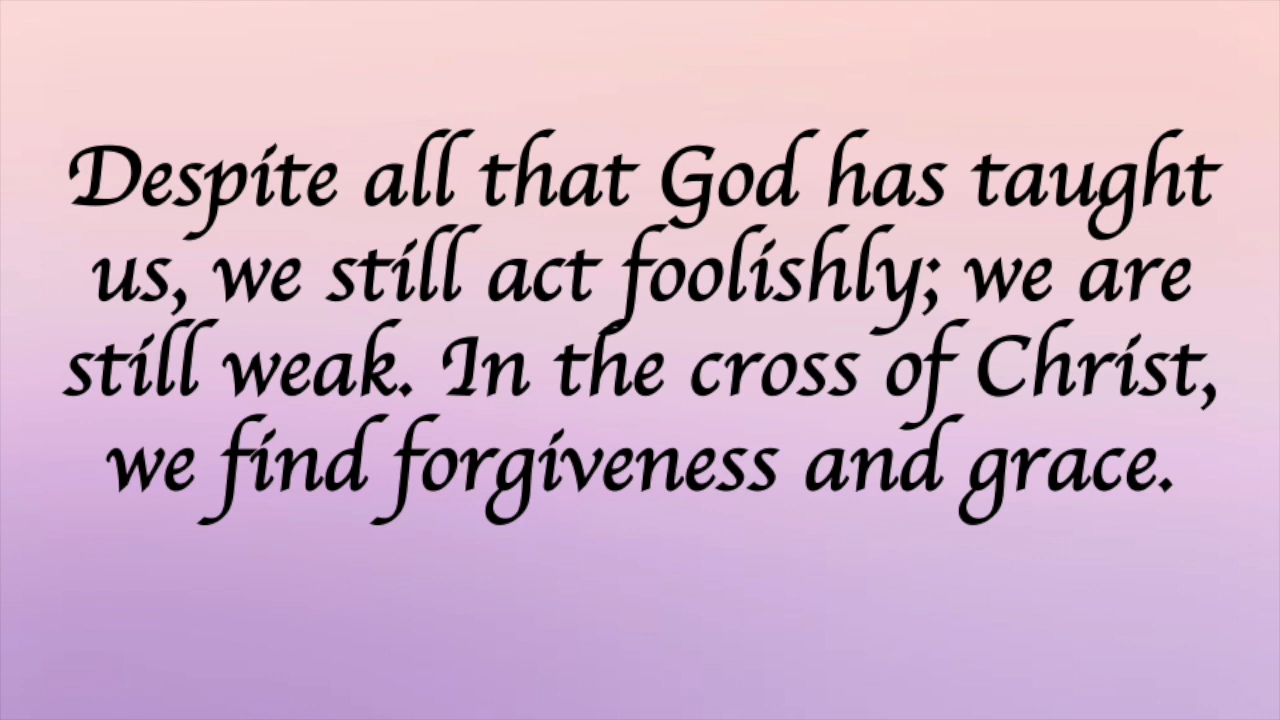 Despite all that God has taught
us, we still act foolishly; we are
still weak. In the cross of Christ,
we find forgiveness and grace.